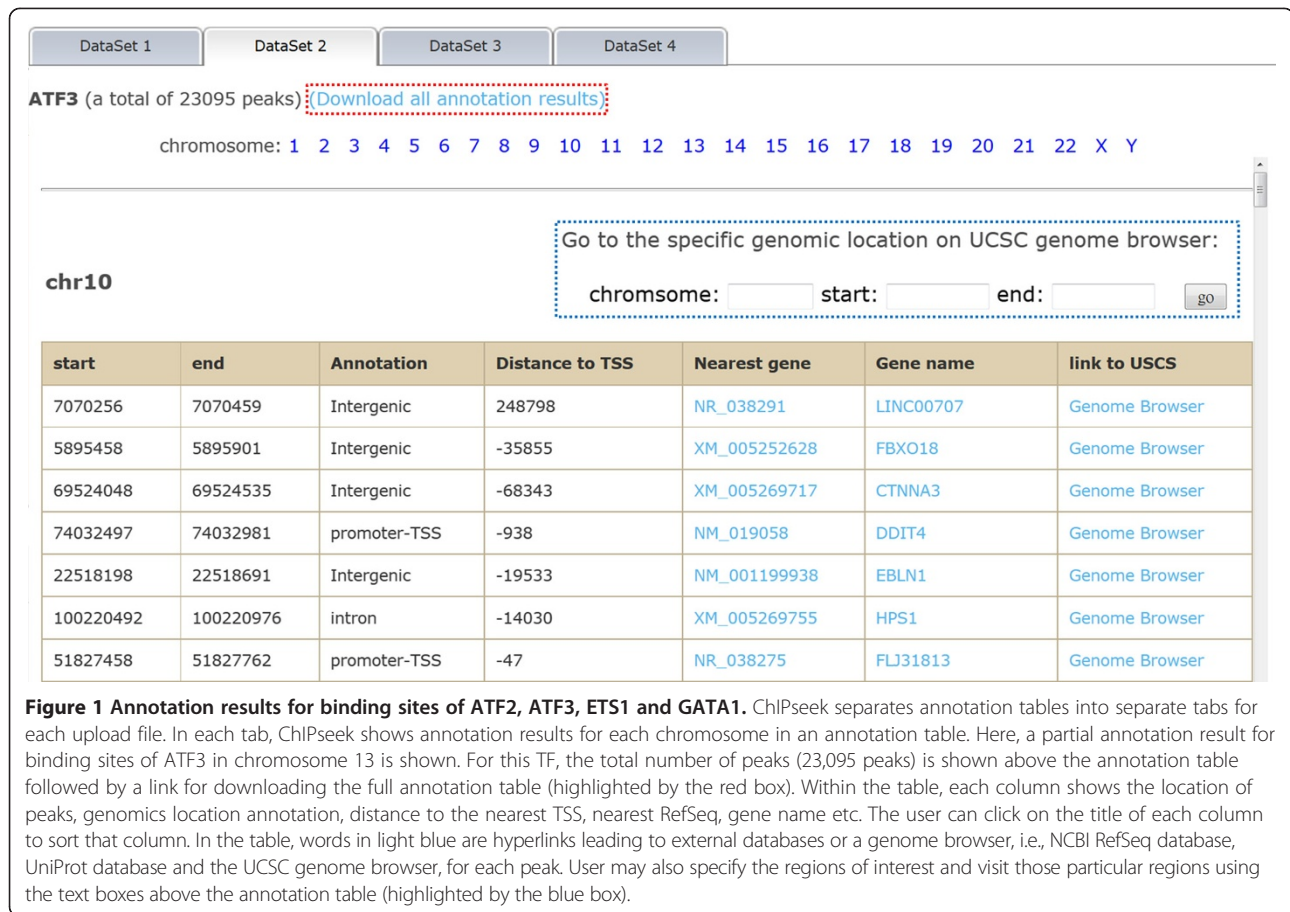 DataSet 1 DataSet 2 DataSet 3 DataSet 4
ATF3 (a total of 23095 peaks) (Download all annotation results)
chromosome: 1 2 3 4 5 6 7 8 9 10 11 12 13 14 15 16 17 18 19 20 21 22 X Y
Go to the specific genomic location on UCSC genome browser:
chr10
chromsome: start: end: go
start end Annotation Distance to TSS Nearest gene Gene name link to USCS
7070256 7070459 Intergenic 248798 NR_038291 LINC00707 Genome Browser
5895458 5895901 Intergenic -35855 XM_005252628 FBXO18 Genome Browser
69524048 69524535 Intergenic -68343 XM_005269717 CTNNA3 Genome Browser
74032497 74032981 promoter-TSS -938 NM_019058 DDIT4 Genome Browser
22518198 22518691 Intergenic -19533 NM_001199938 EBLN1 Genome Browser
100220492 100220976 intron -14030 XM_005269755 HPS1 Genome Browser
51827458 51827762 promoter-TSS -47 NR_038275 FLJ31813 Genome Browser
Figure 1 Annotation results for binding sites of ATF2, ATF3, ETS1 and GATA1. ChIPseek separates annotation tables into separate tabs for
each upload file. In each tab, ChIPseek shows annotation results for each chromosome in an annotation table. Here, a partial annotation result for
binding sites of ATF3 in chromosome 13 is shown. For this TF, the total number of peaks (23,095 peaks) is shown above the annotation table
followed by a link for downloading the full annotation table (highlighted by the red box). Within the table, each column shows the location of
peaks, genomics location annotation, distance to the nearest TSS, nearest RefSeq, gene name etc. The user can click on the title of each column
to sort that column. In the table, words in light blue are hyperlinks leading to external databases or a genome browser, i.e., NCBI RefSeq database,
UniProt database and the UCSC genome browser, for each peak. User may also specify the regions of interest and visit those particular regions using
the text boxes above the annotation table (highlighted by the blue box).